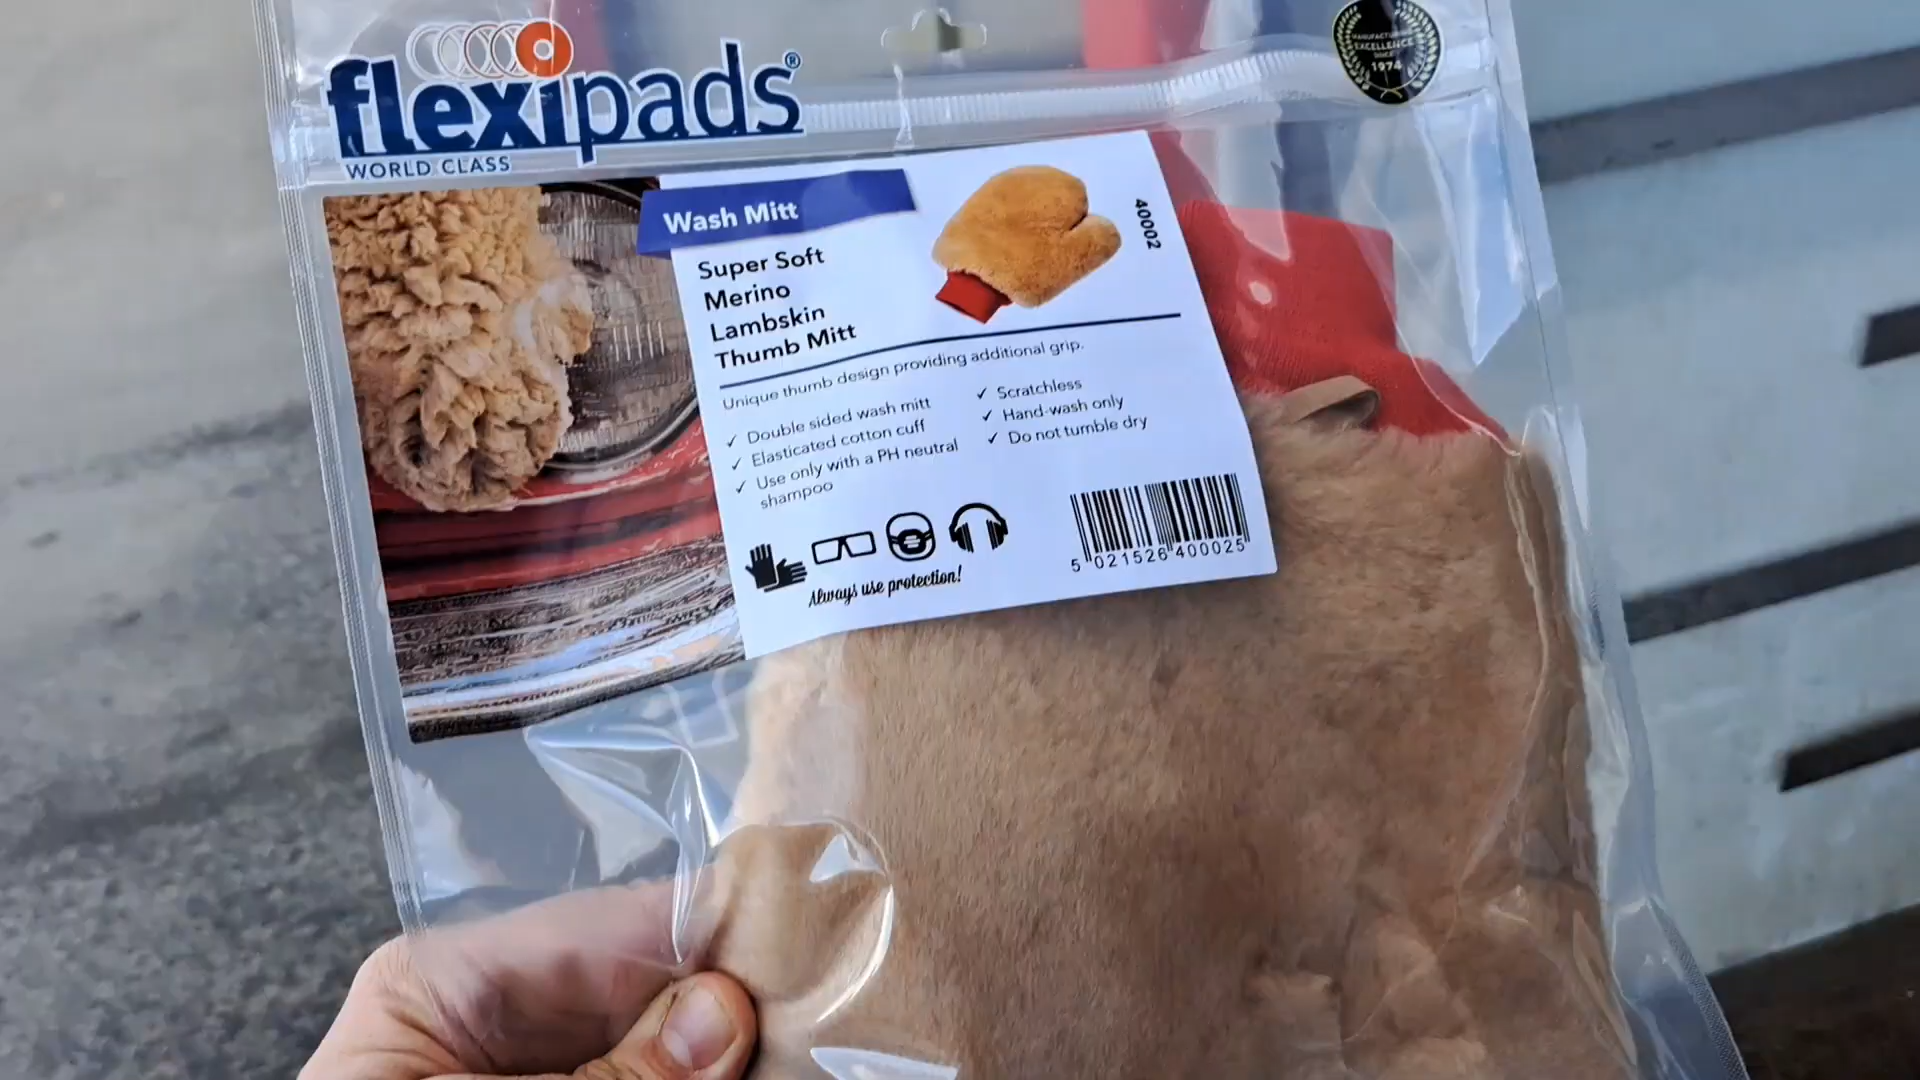 flexipads®
WORLD CLASS
MANUFACTURING
EXCELLENCE
SINCE
1974
Wash Mitt
40002
Super Soft
Merino
Lambskin
Thumb Mitt
Unique thumb design providing additional grip.
✓ Double sided wash mitt
✓ Elasticated cotton cuff
✓ Use only with a PH neutral
shampoo
✓ Scratchless
✓ Hand-wash only
✓ Do not tumble dry
Always use protection!
5 021526 400025